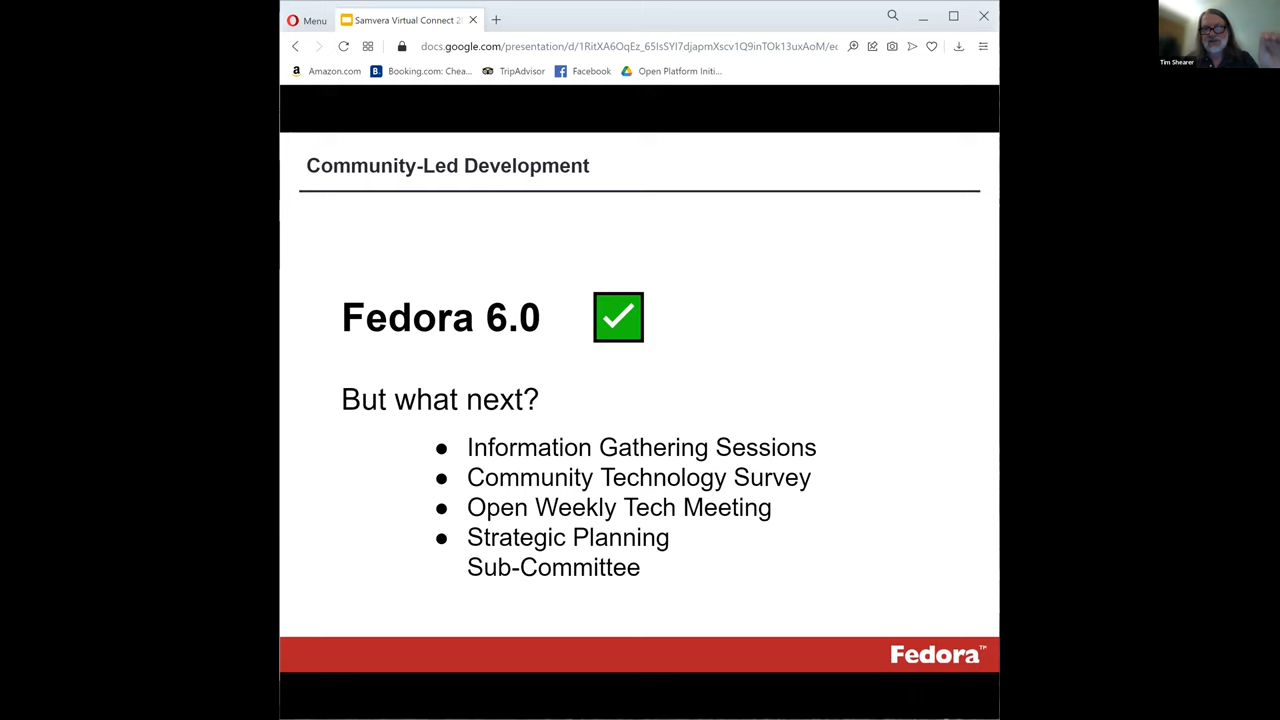 Menu
Samvera Virtual Connect 2
docs.google.com/presentation/d/1RitXA6OqEz_65IsSYI7djapmXscv1Q9inTOk13uxAoM/ec
Amazon.com
Booking.com: Chea...
TripAdvisor
Facebook
Open Platform Initi...
Tim Shearer
Community-Led Development
Fedora 6.0
But what next?
● Information Gathering Sessions
● Community Technology Survey
● Open Weekly Tech Meeting
● Strategic Planning
Sub-Committee
Fedora™